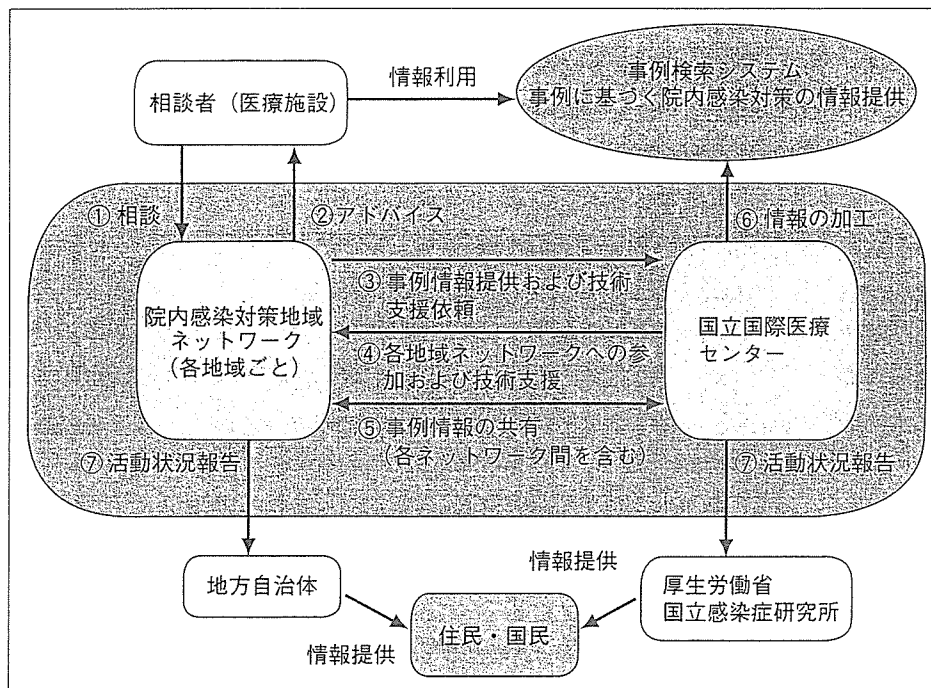 事例検索システム
事例に基づく院内感染対策の情報提供
情報利用
相談者（医療施設）
① 相談
②アドバイス
⑥ 情報の加工
③ 事例情報提供および技術
支援依頼
院内感染対策地域
ネットワーク
（各地域ごと）
国立国際医療
センター
④ 各地域ネットワークへの参
加および技術支援
⑤ 事例情報の共有
（各ネットワーク間を含む）
⑦ 活動状況報告
⑦ 活動状況報告
地方自治体
情報提供
厚生労働省
国立感染症研究所
住民・国民
情報提供